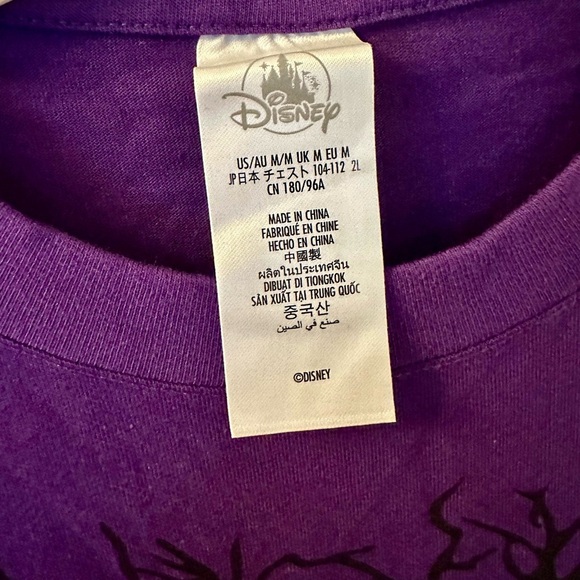 Disney
US/AU M/M UK M EU M
JP日本 チェスト 104-112 2L
CN 180/96A
MADE IN CHINA
FABRIQUÉ EN CHINE
HECHO EN CHINA
中國製
ผลิตในประเทศจีน
DIBUAT DI TIONGKOK
SẢN XUẤT TẠI TRUNG QUỐC
중국산
صنع في الصين
©DISNEY